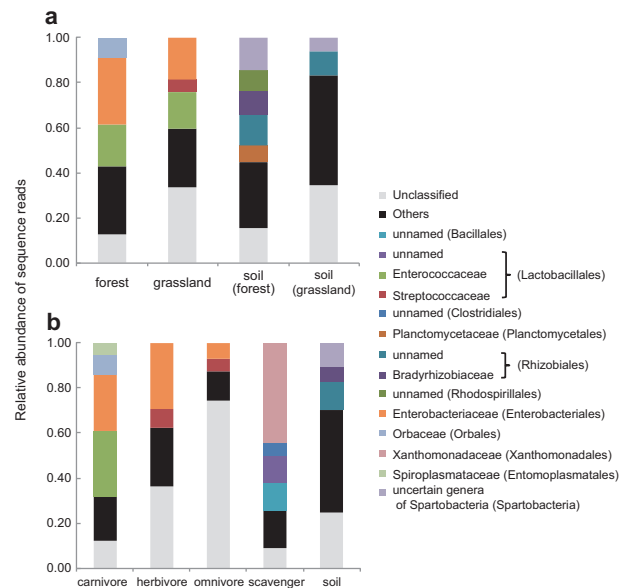 a
1.00
0.80
0.60
0.40
0.20
0.00
forest grassland soil soil
(forest) (grassland)
Relative abundance of sequence reads
b
1.00
0.80
0.60
0.40
0.20
0.00
carnivore herbivore omnivore scavenger soil
Unclassified
Others
unnamed (Bacillales)
unnamed
Enterococcaceae (Lactobacillales)
Streptococcaceae
unnamed (Clostridiales)
Planctomycetaceae (Planctomycetales)
unnamed (Rhizobiales)
Bradyrhizobiaceae
unnamed (Rhodospirillales)
Enterobacteriaceae (Enterobacteriales)
Orbaceae (Orbales)
Xanthomonadaceae (Xanthomonadales)
Spiroplasmataceae (Entomoplasmatales)
uncertain genera
of Spartobacteria (Spartobacteria)